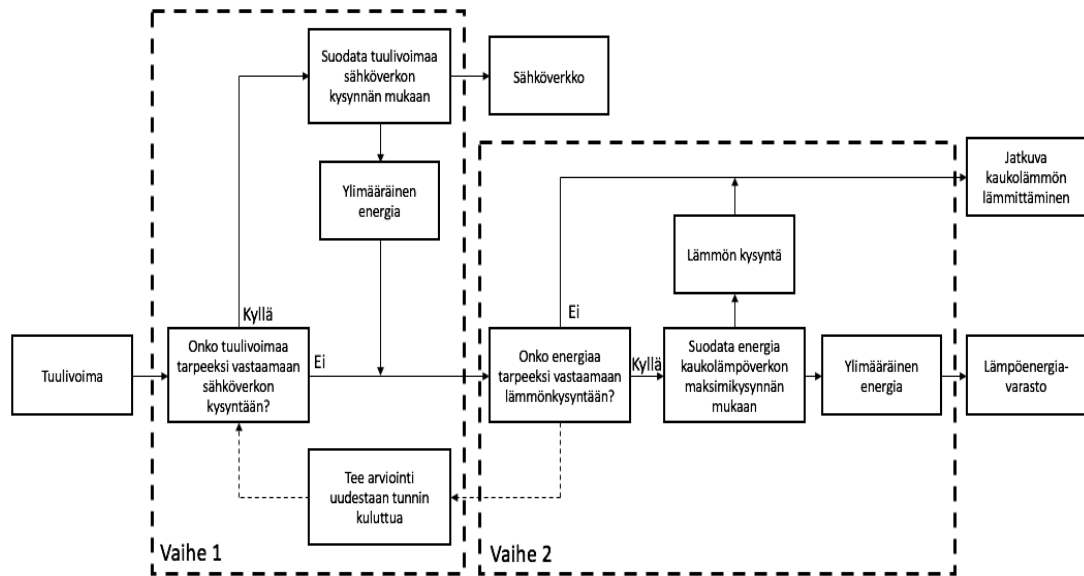 Suodata tuulivoimaa
sähköverkon
kysynnän mukaan
Sähköverkko
Ylimääräinen
energia
Jatkuva
kaukolämmön
lämmittäminen
Lämmön kysyntä
Kyllä
Ei
Tuulivoima
Onko tuulivoimaa
tarpeeksi vastaamaan
sähköverkon
kysyntään?
Ei
Onko energiaa
tarpeeksi vastaamaan
lämmönkysyntään?
Kyllä
Suodata energia
kaukolämpöverkon
maksimikysynnän
mukaan
Ylimääräinen
energia
Lämpöenergia-
varasto
Tee arviointi
uudestaan tunnin
kuluttua
Vaihe 1
Vaihe 2